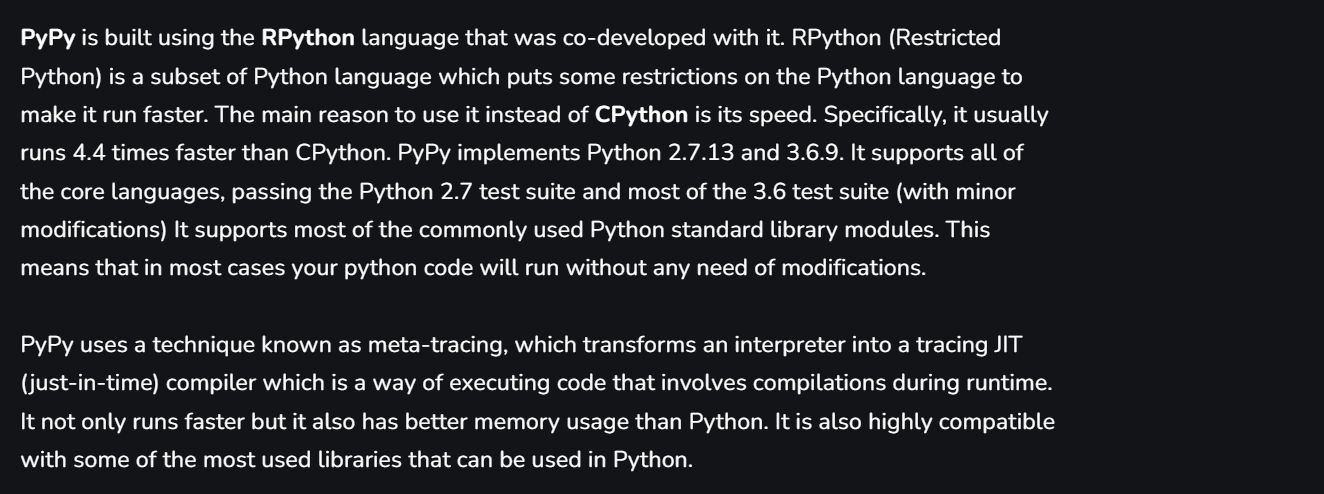 PyPy is built using the RPython language that was co-developed with it. RPython (Restricted
Python) is a subset of Python language which puts some restrictions on the Python language to
make it run faster. The main reason to use it instead of CPython is its speed. Specifically, it usually
runs 4.4 times faster than CPython. PyPy implements Python 2.7.13 and 3.6.9. It supports all of
the core languages, passing the Python 2.7 test suite and most of the 3.6 test suite (with minor
modifications) It supports most of the commonly used Python standard library modules. This
means that in most cases your python code will run without any need of modifications.

PyPy uses a technique known as meta-tracing, which transforms an interpreter into a tracing JIT
(just-in-time) compiler which is a way of executing code that involves compilations during runtime.
It not only runs faster but it also has better memory usage than Python. It is also highly compatible
with some of the most used libraries that can be used in Python.